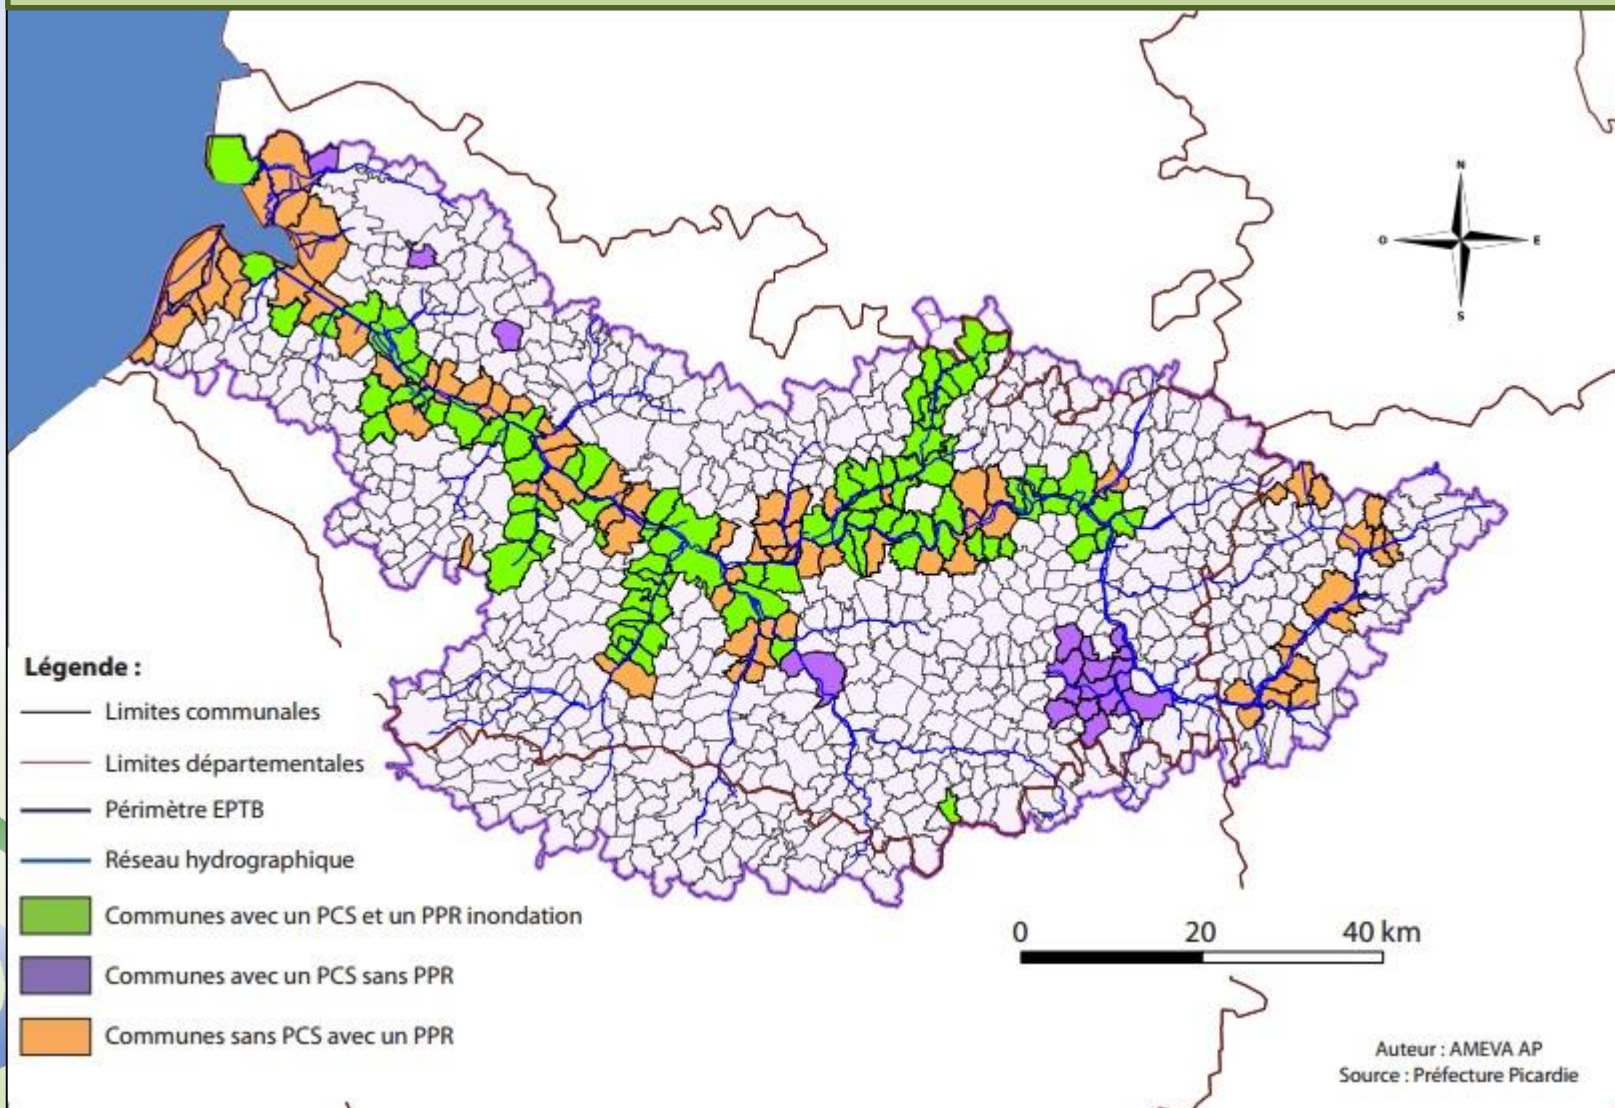 N
O
E
S
Légende :
Limites communales
Limites départementales
Périmètre EPTB
Réseau hydrographique
Communes avec un PCS et un PPR inondation
Communes avec un PCS sans PPR
Communes sans PCS avec un PPR
0 20 40 km
Auteur : AMEVA AP
Source : Préfecture Picardie